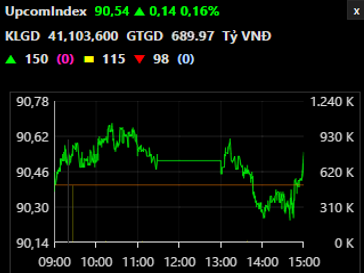 UpcomIndex 90,54 ▲ 0,14 0,16% x
KLGD 41,103,600 GTGD 689.97 Tỷ VNĐ
▲ 150 (0) ■ 115 ▼ 98 (0)
90,78 1.240 K
90,62 930 K
90,46 620 K
90,30 310 K
90,14 0 K
09:00 10:00 11:00 13:00 14:00 15:00